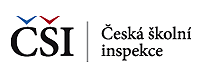 ČŠI
Česká školní
inspekce